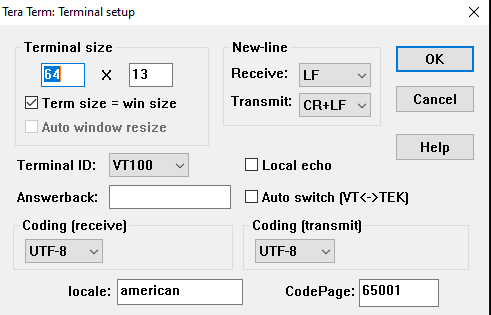 Tera Term: Terminal setup
Terminal size
64 X 13
Term size = win size
Auto window resize
New-line
Receive: LF
Transmit: CR+LF
OK
Cancel
Help
Terminal ID: VT100
Local echo
Answerback:
Auto switch (VT<->TEK)
Coding (receive)
UTF-8
Coding (transmit)
UTF-8
locale: american
CodePage: 65001